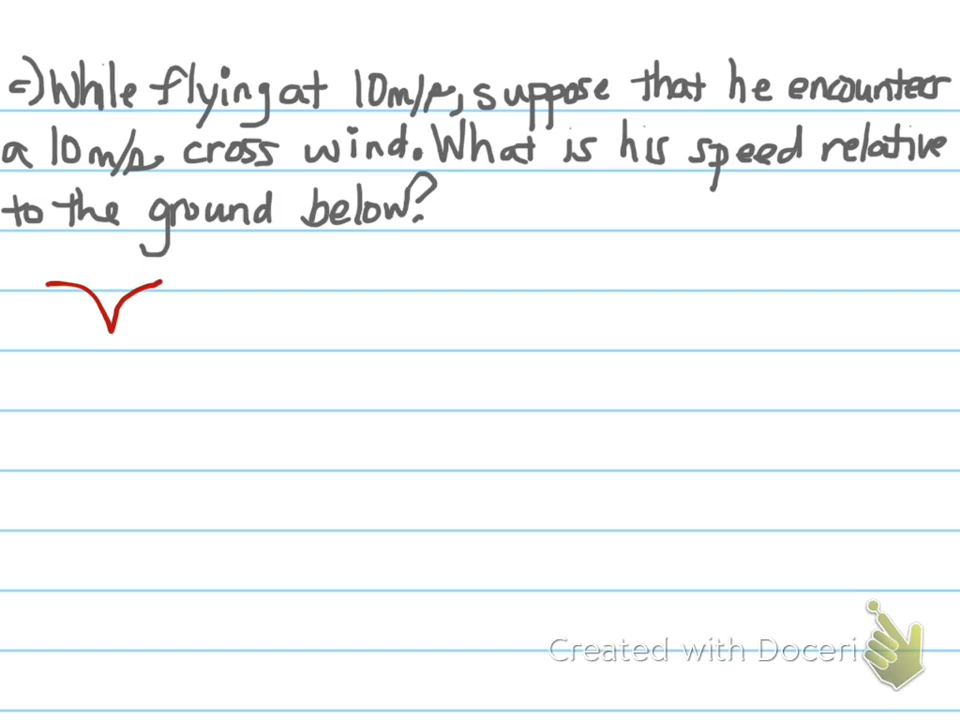 c) While flying at 10m/s, suppose that he encounters
a 10m/s cross wind. What is his speed relative
to the ground below?
Created with Doceri